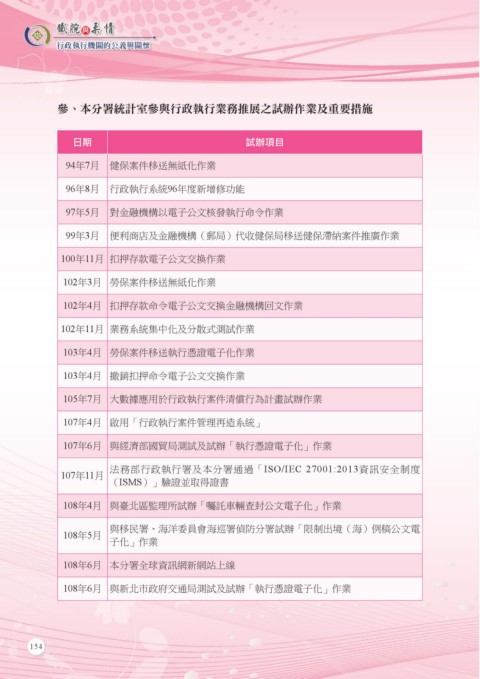 鐵腕與柔情
行政執行機關的公義與關懷
參、本分署統計室參與行政執行業務推展之試辦作業及重要措施
日期 試辦項目
94年7月 健保案件移送無紙化作業
96年8月 行政執行系統96年度新增修功能
97年5月 對金融機構以電子公文核發執行命令作業
99年3月 便利商店及金融機構（郵局）代收健保局移送健保滯納案件推廣作業
100年11月 扣押存款電子公文交換作業
102年3月 勞保案件移送無紙化作業
102年4月 扣押存款命令電子公文交換金融機構回文作業
102年11月 業務系統集中化及分散式測試作業
103年4月 勞保案件移送執行憑證電子化作業
103年4月 撤銷扣押命令電子公文交換作業
105年7月 大數據應用於行政執行案件清償行為計畫試辦作業
107年4月 啟用「行政執行案件管理再造系統」
107年6月 與經濟部國貿局測試及試辦「執行憑證電子化」作業
107年11月 法務部行政執行署及本分署通過「ISO/IEC 27001:2013資訊安全制度
（ISMS）」驗證並取得證書
108年4月 與臺北區監理所試辦「囑託車輛查封公文電子化」作業
108年5月 與移民署、海洋委員會海巡署偵防分署試辦「限制出境（海）例稿公文電
子化」作業
108年6月 本分署全球資訊網新網站上線
108年6月 與新北市政府交通局測試及試辦「執行憑證電子化」作業
154